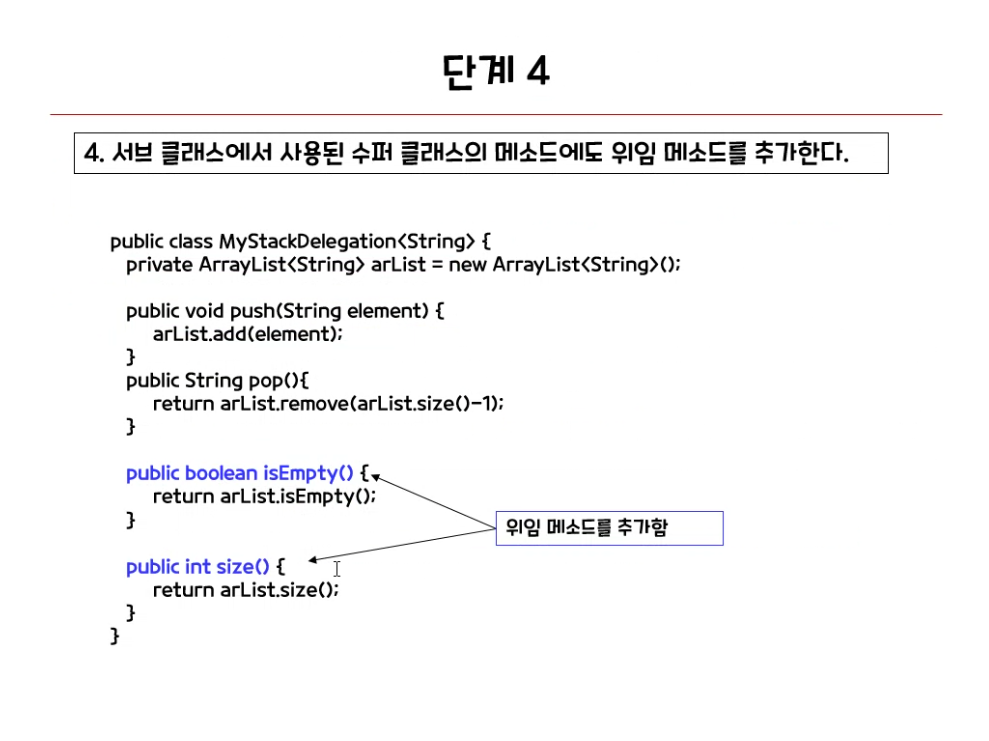 단계 4
4. 서브 클래스에서 사용된 수퍼 클래스의 메소드에도 위임 메소드를 추가한다.
public class MyStackDelegation<String> {
private ArrayList<String> arList = new ArrayList<String>();
public void push(String element) {
arList.add(element);
}
public String pop(){
return arList.remove(arList.size()-1);
}
public boolean isEmpty() {
return arList.isEmpty();
}
위임 메소드를 추가함
public int size() {
return arList.size();
}
}